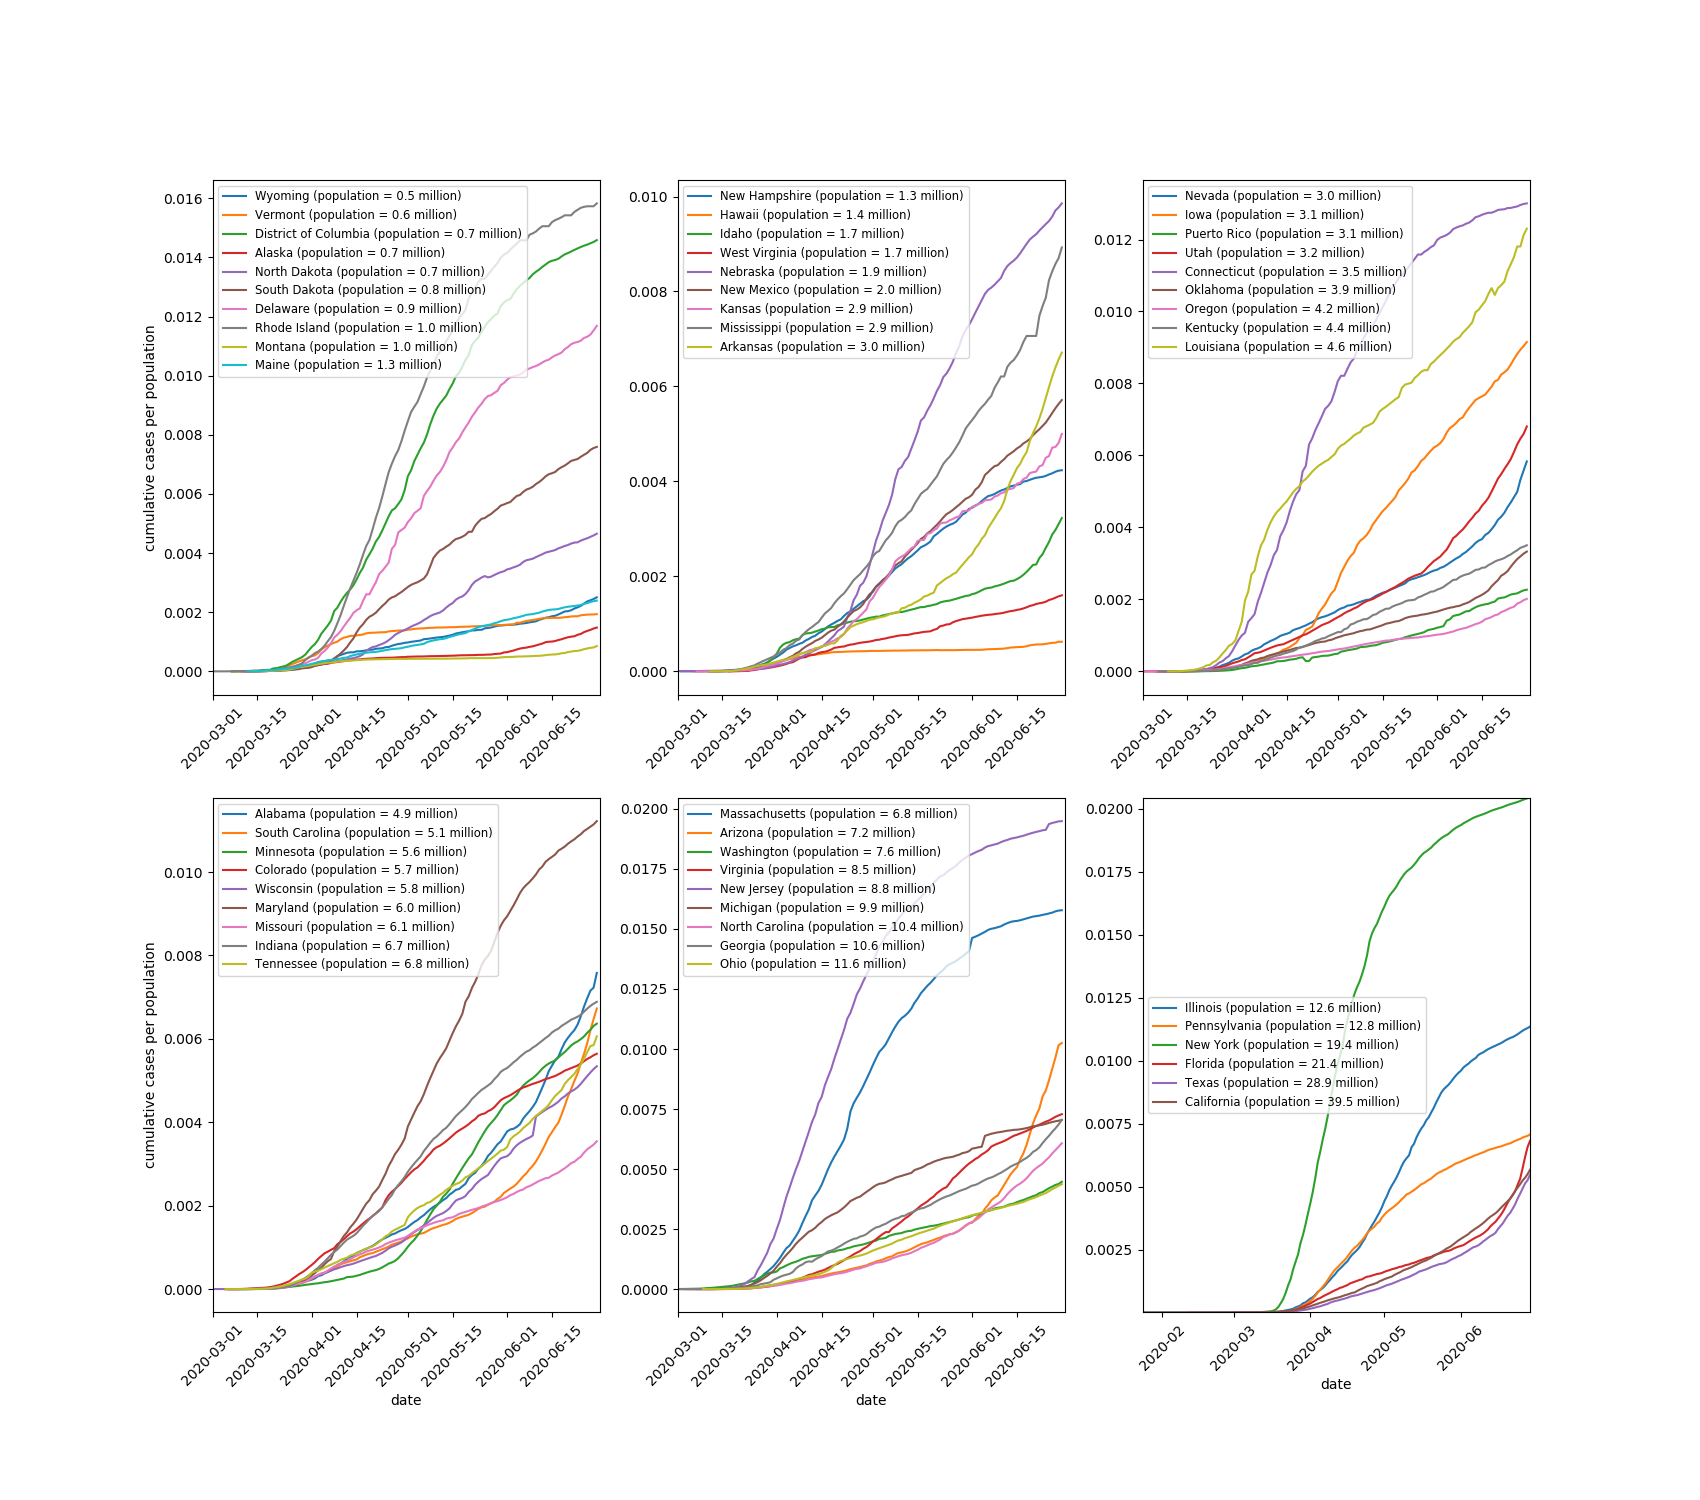 0.016
0.014
0.012
0.010
0.008
0.006
0.004
0.002
0.000
cumulative cases per population
Wyoming (population = 0.5 million)
Vermont (population = 0.6 million)
District of Columbia (population = 0.7 million)
Alaska (population = 0.7 million)
North Dakota (population = 0.7 million)
South Dakota (population = 0.8 million)
Delaware (population = 0.9 million)
Rhode Island (population = 1.0 million)
Montana (population = 1.0 million)
Maine (population = 1.3 million)
2020-03-01
2020-03-15
2020-04-01
2020-04-15
2020-05-01
2020-05-15
2020-06-01
2020-06-15
0.010
0.008
0.006
0.004
0.002
0.000
New Hampshire (population = 1.3 million)
Hawaii (population = 1.4 million)
Idaho (population = 1.7 million)
West Virginia (population = 1.7 million)
Nebraska (population = 1.9 million)
New Mexico (population = 2.0 million)
Kansas (population = 2.9 million)
Mississippi (population = 2.9 million)
Arkansas (population = 3.0 million)
2020-03-01
2020-03-15
2020-04-01
2020-04-15
2020-05-01
2020-05-15
2020-06-01
2020-06-15
0.012
0.010
0.008
0.006
0.004
0.002
0.000
Nevada (population = 3.0 million)
Iowa (population = 3.1 million)
Puerto Rico (population = 3.1 million)
Utah (population = 3.2 million)
Connecticut (population = 3.5 million)
Oklahoma (population = 3.9 million)
Oregon (population = 4.2 million)
Kentucky (population = 4.4 million)
Louisiana (population = 4.6 million)
2020-03-01
2020-03-15
2020-04-01
2020-04-15
2020-05-01
2020-05-15
2020-06-01
2020-06-15
0.010
0.008
0.006
0.004
0.002
0.000
cumulative cases per population
Alabama (population = 4.9 million)
South Carolina (population = 5.1 million)
Minnesota (population = 5.6 million)
Colorado (population = 5.7 million)
Wisconsin (population = 5.8 million)
Maryland (population = 6.0 million)
Missouri (population = 6.1 million)
Indiana (population = 6.7 million)
Tennessee (population = 6.8 million)
2020-03-01
2020-03-15
2020-04-01
2020-04-15
2020-05-01
2020-05-15
2020-06-01
2020-06-15
date
0.0200
0.0175
0.0150
0.0125
0.0100
0.0075
0.0050
0.0025
0.0000
Massachusetts (population = 6.8 million)
Arizona (population = 7.2 million)
Washington (population = 7.6 million)
Virginia (population = 8.5 million)
New Jersey (population = 8.8 million)
Michigan (population = 9.9 million)
North Carolina (population = 10.4 million)
Georgia (population = 10.6 million)
Ohio (population = 11.6 million)
2020-03-01
2020-03-15
2020-04-01
2020-04-15
2020-05-01
2020-05-15
2020-06-01
2020-06-15
date
0.0200
0.0175
0.0150
0.0125
0.0100
0.0075
0.0050
0.0025
Illinois (population = 12.6 million)
Pennsylvania (population = 12.8 million)
New York (population = 19.4 million)
Florida (population = 21.4 million)
Texas (population = 28.9 million)
California (population = 39.5 million)
2020-02
2020-03
2020-04
2020-05
2020-06
date